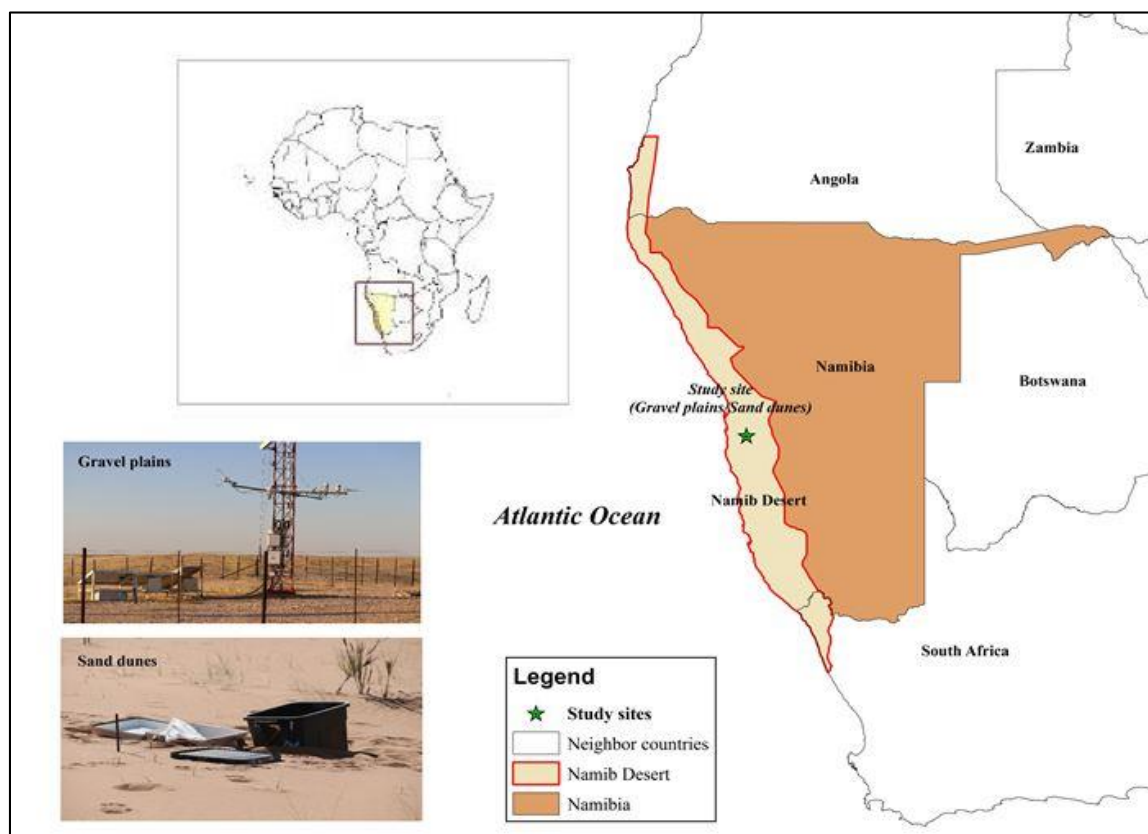 Zambia
Angola
Namibia
Botswana
Study site
(Gravel plains/Sand dunes)
Namib Desert
Atlantic Ocean
South Africa
Gravel plains
Sand dunes
Legend
Study sites
Neighbor countries
Namib Desert
Namibia